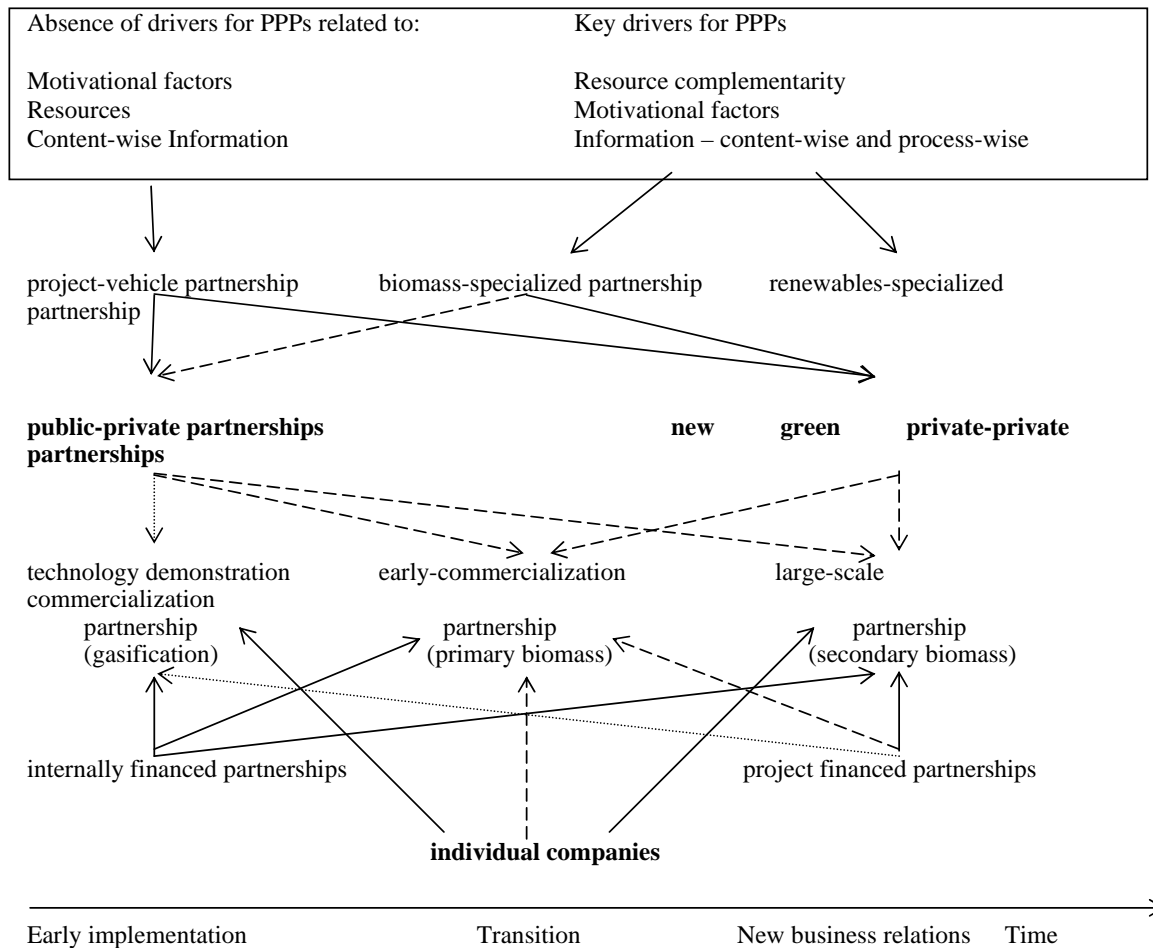 Absence of drivers for PPPs related to: Key drivers for PPPs
Motivational factors Resource complementarity
Resources Motivational factors
Content-wise Information Information – content-wise and process-wise
project-vehicle partnership biomass-specialized partnership renewables-specialized
partnership
public-private partnerships new green private-private
partnerships
technology demonstration early-commercialization large-scale
commercialization
partnership partnership partnership
(gasification) (primary biomass) (secondary biomass)
internally financed partnerships project financed partnerships
individual companies
Early implementation Transition New business relations Time